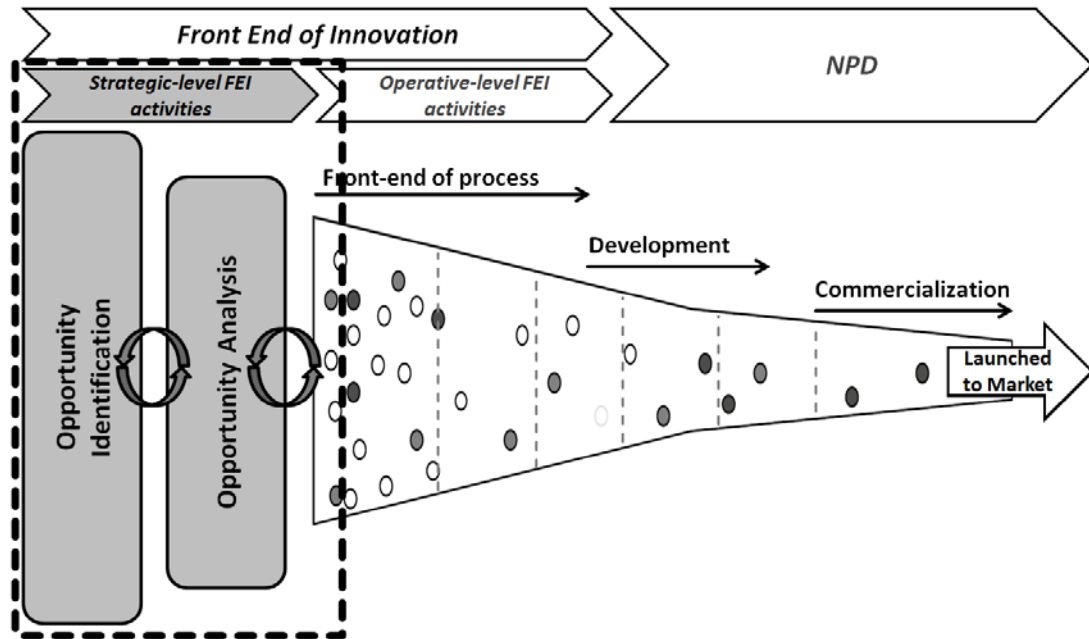 Front End of Innovation
NPD
Strategic-level FEI
activities
Operative-level FEI
activities
Front-end of process
Development
Commercialization
Opportunity
Identification
Opportunity Analysis
Launched
to Market